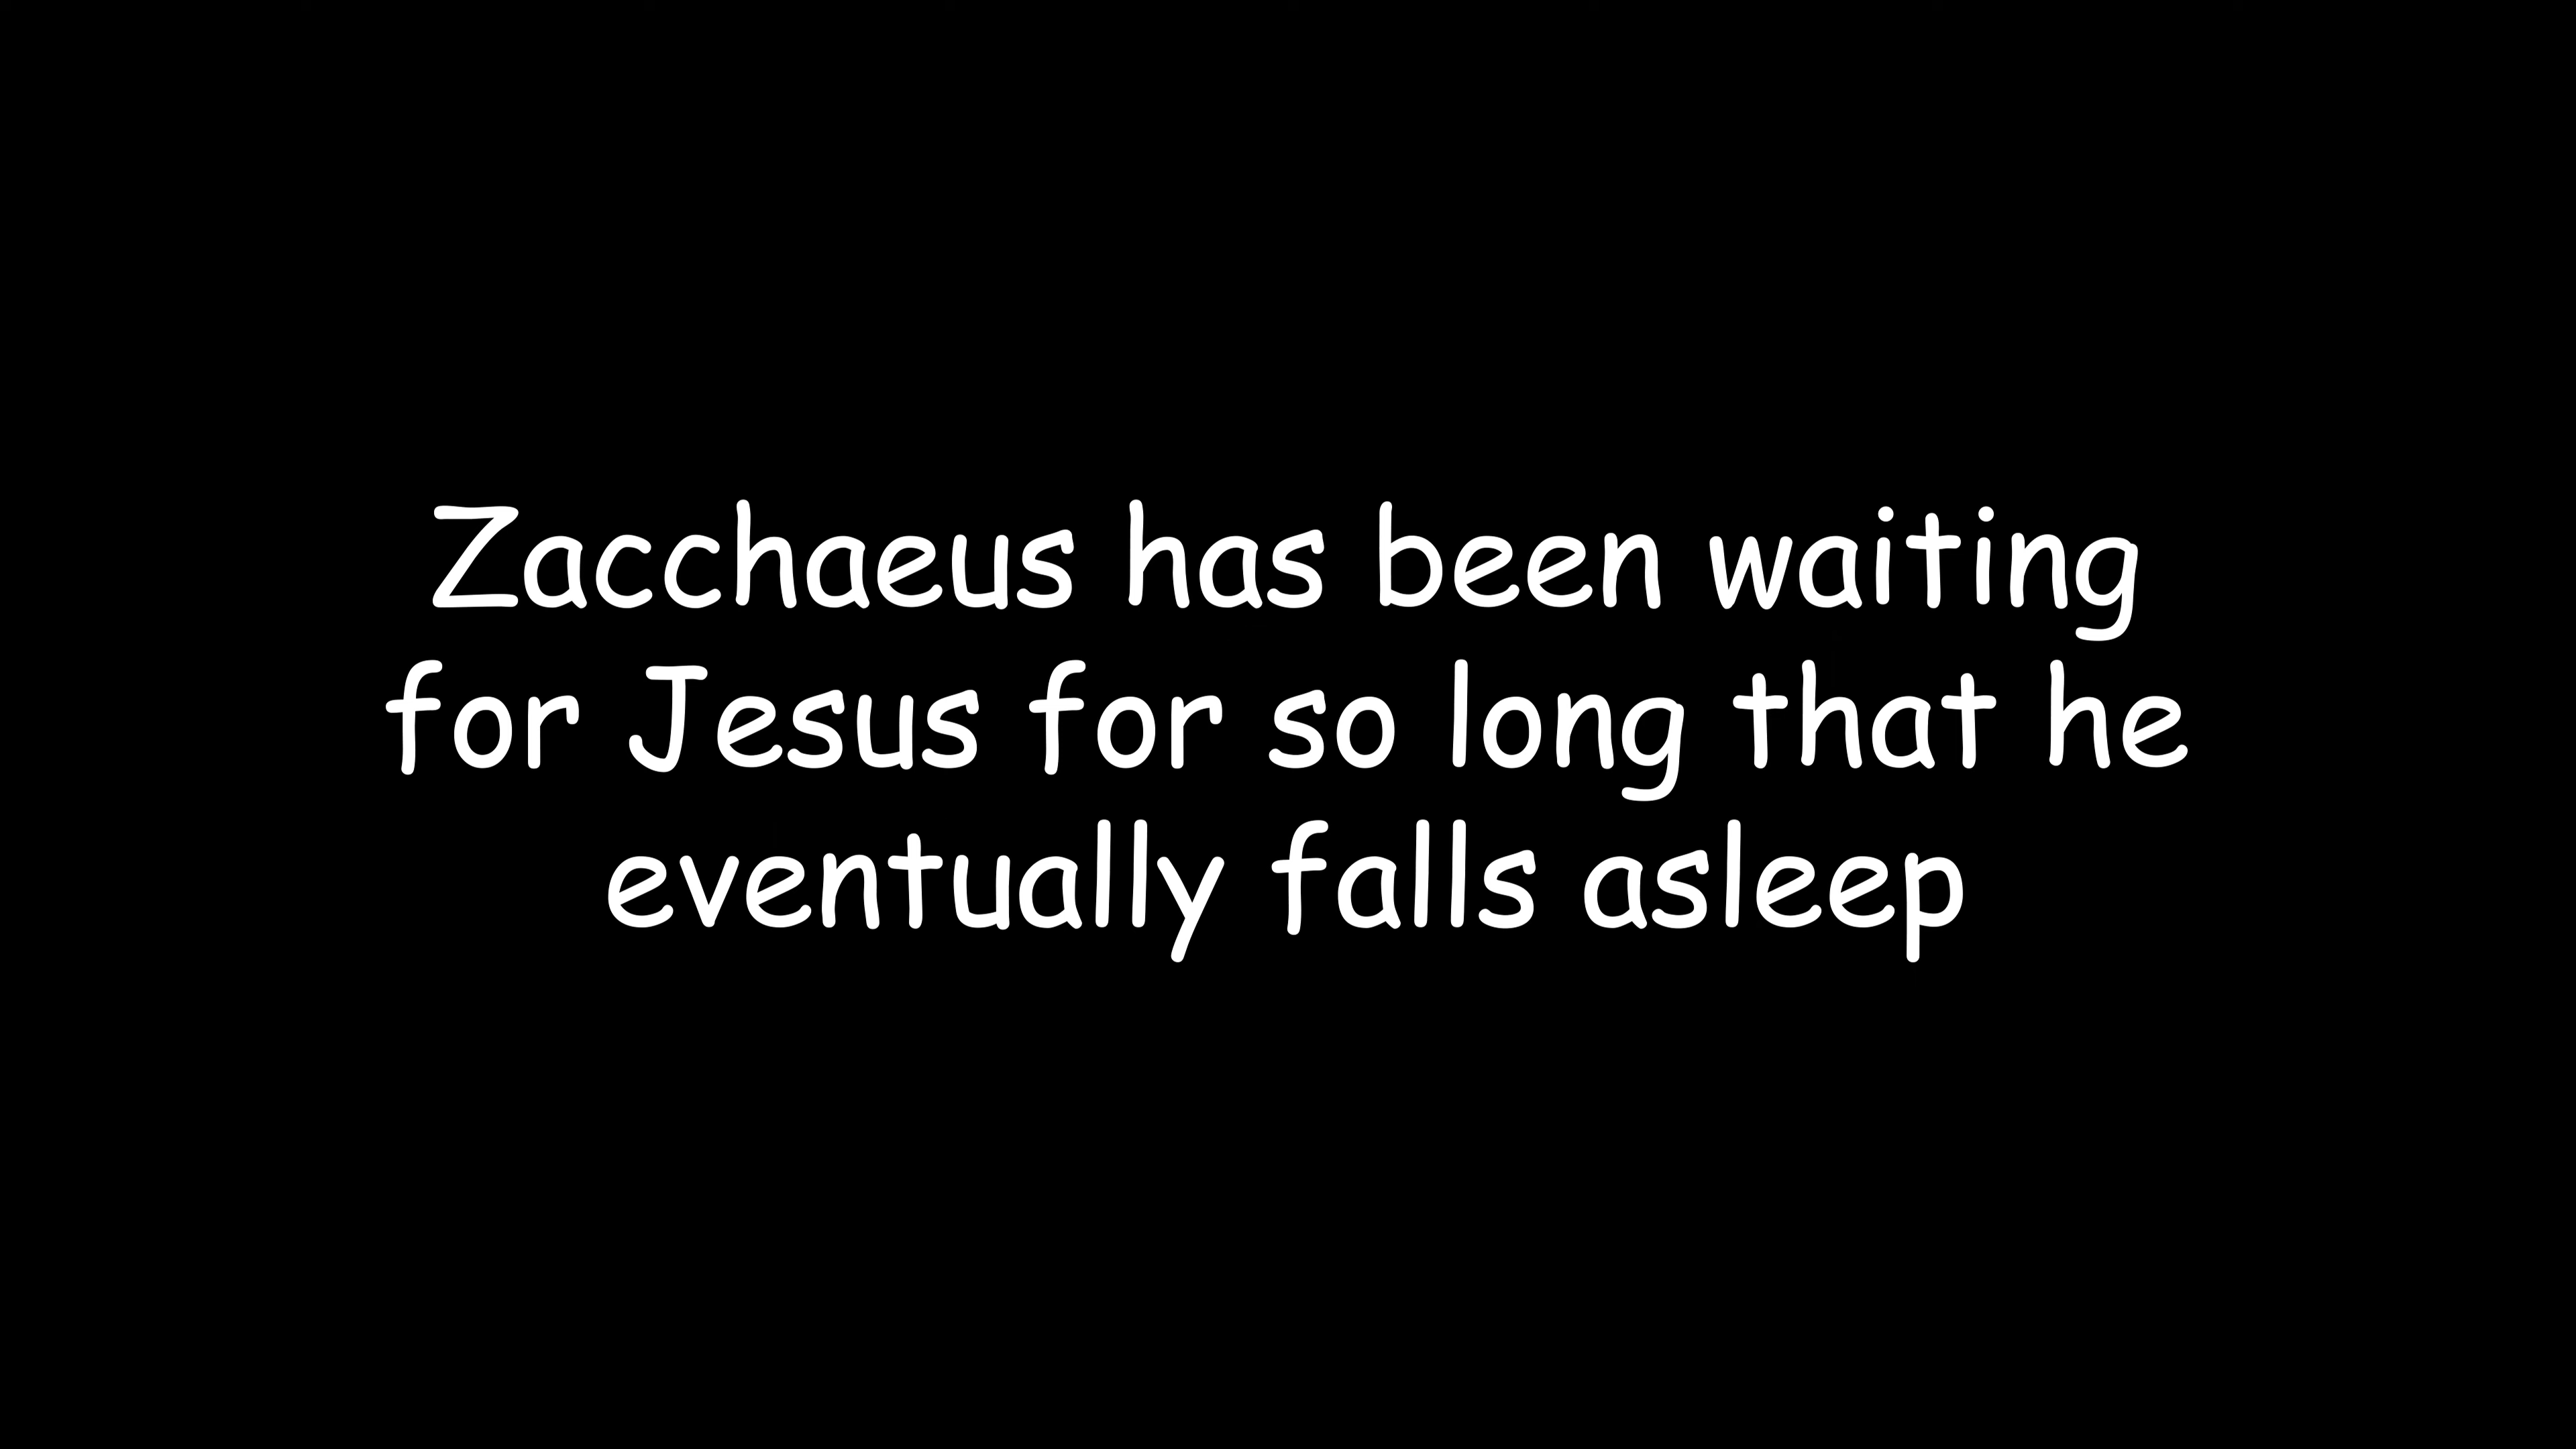 Zacchaeus has been waiting
for Jesus for so long that he
eventually falls asleep